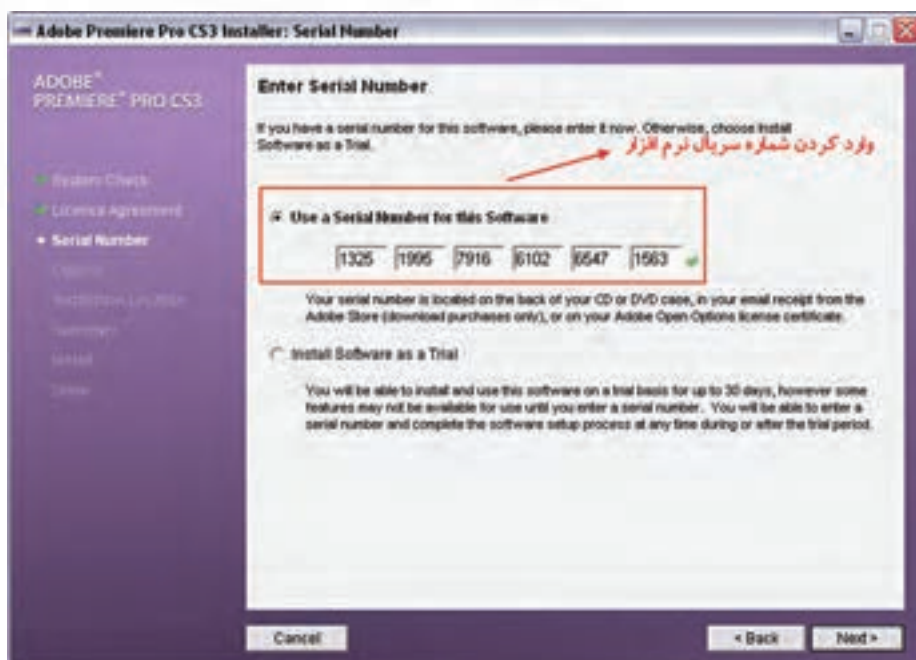 Adobe Premiere Pro CS3 Installer: Serial Number
ADOBE®
PREMIERE® PRO CS3
System Check
License Agreement
Serial Number
Options
Installation Location
Summary
Install
Enter Serial Number
If you have a serial number for this software, please enter it now. Otherwise, choose Install
Software as a Trial.
وارد کردن شماره سریال نرم افزار
Use a Serial Number for this Software
1325 1995 7916 6102 6547 1563
Your serial number is located on the back of your CD or DVD case, in your email receipt from the
Adobe Store (download purchases only), or on your Adobe Open Options license certificate.
Install Software as a Trial
You will be able to install and use this software on a trial basis for up to 30 days, however some
features may not be available for use until you enter a serial number. You will be able to enter a
serial number and complete the software setup process at any time during or after the trial period.
Cancel
< Back
Next >